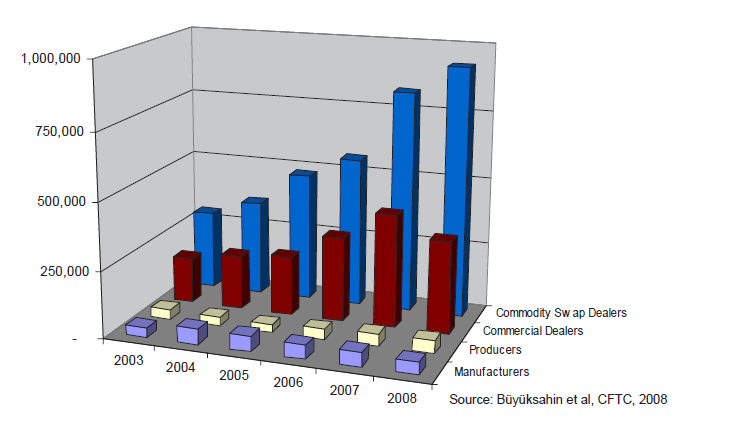 1,000,000
750,000
500,000
250,000
-
2003
2004
2005
2006
2007
2008
Commodity Swap Dealers
Commercial Dealers
Producers
Manufacturers
Source: Büyüksahin et al, CFTC, 2008